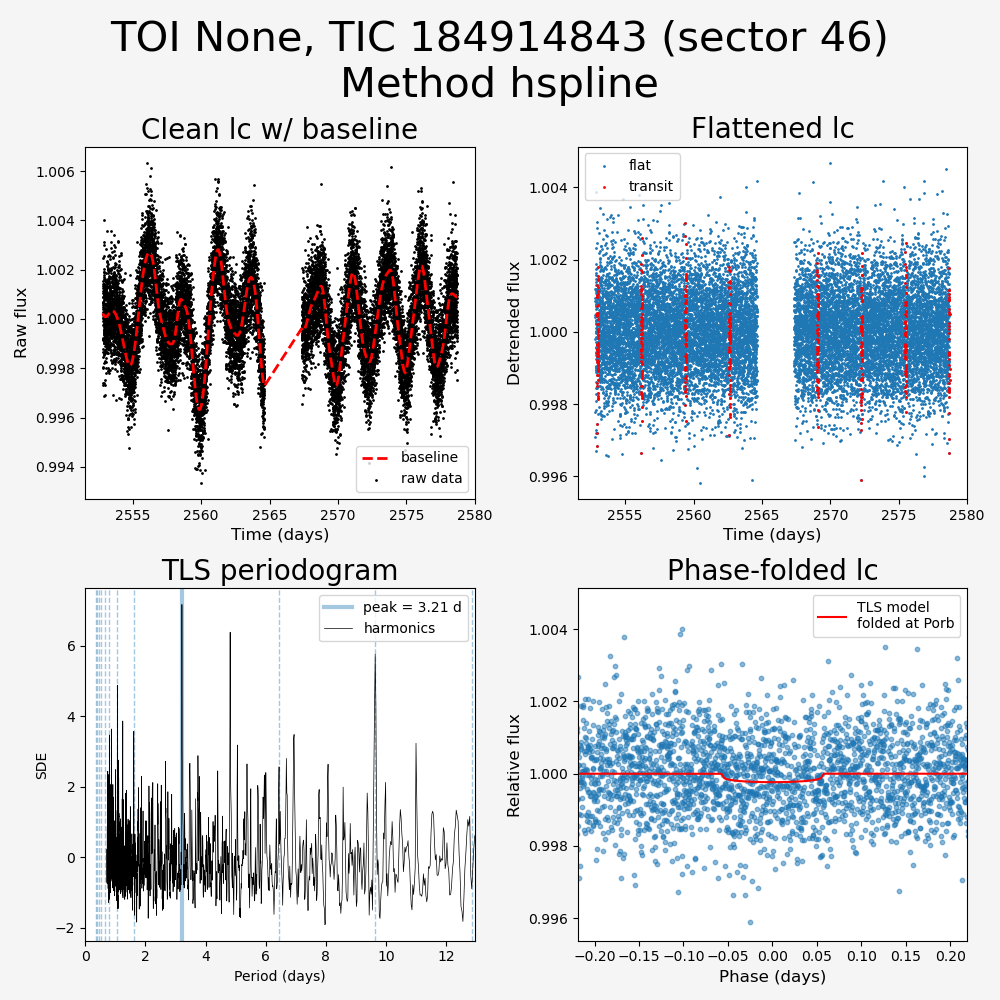 TOI None, TIC 184914843 (sector 46)
Method hspline
Clean lc w/ baseline
Raw flux
1.006
1.004
1.002
1.000
0.998
0.996
0.994
baseline
raw data
2555
2560
2565
2570
2575
2580
Time (days)
Flattened lc
Detrended flux
1.004
1.002
1.000
0.998
0.996
flat
transit
2555
2560
2565
2570
2575
2580
Time (days)
TLS periodogram
SDE
6
4
2
0
−2
peak = 3.21 d
harmonics
0
2
4
6
8
10
12
Period (days)
Phase-folded lc
Relative flux
1.004
1.002
1.000
0.998
0.996
TLS model
folded at Porb
−0.20
−0.15
−0.10
−0.05
0.00
0.05
0.10
0.15
0.20
Phase (days)